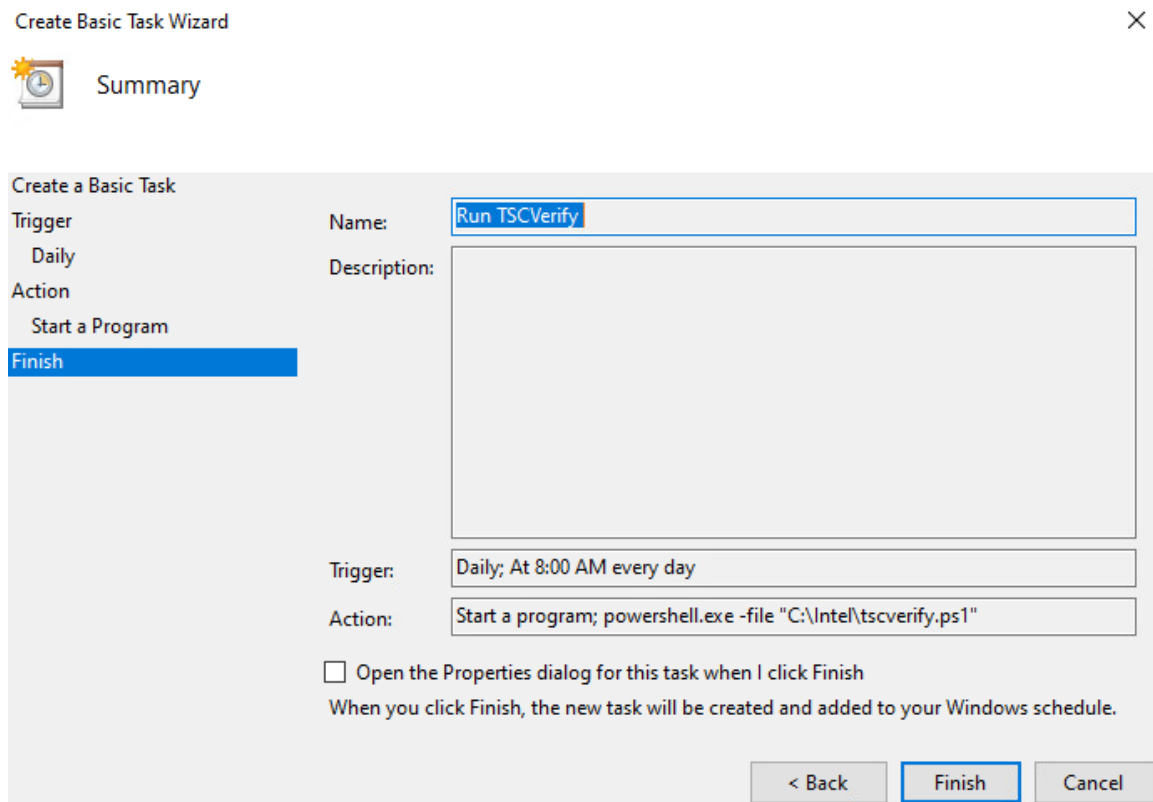 Create Basic Task Wizard
Summary
Create a Basic Task
Trigger
Daily
Action
Start a Program
Finish
Name: Run TSCVerify
Description:
Trigger: Daily; At 8:00 AM every day
Action: Start a program; powershell.exe -file "C:\Intel\tscverify.ps1"
Open the Properties dialog for this task when I click Finish
When you click Finish, the new task will be created and added to your Windows schedule.
< Back Finish Cancel